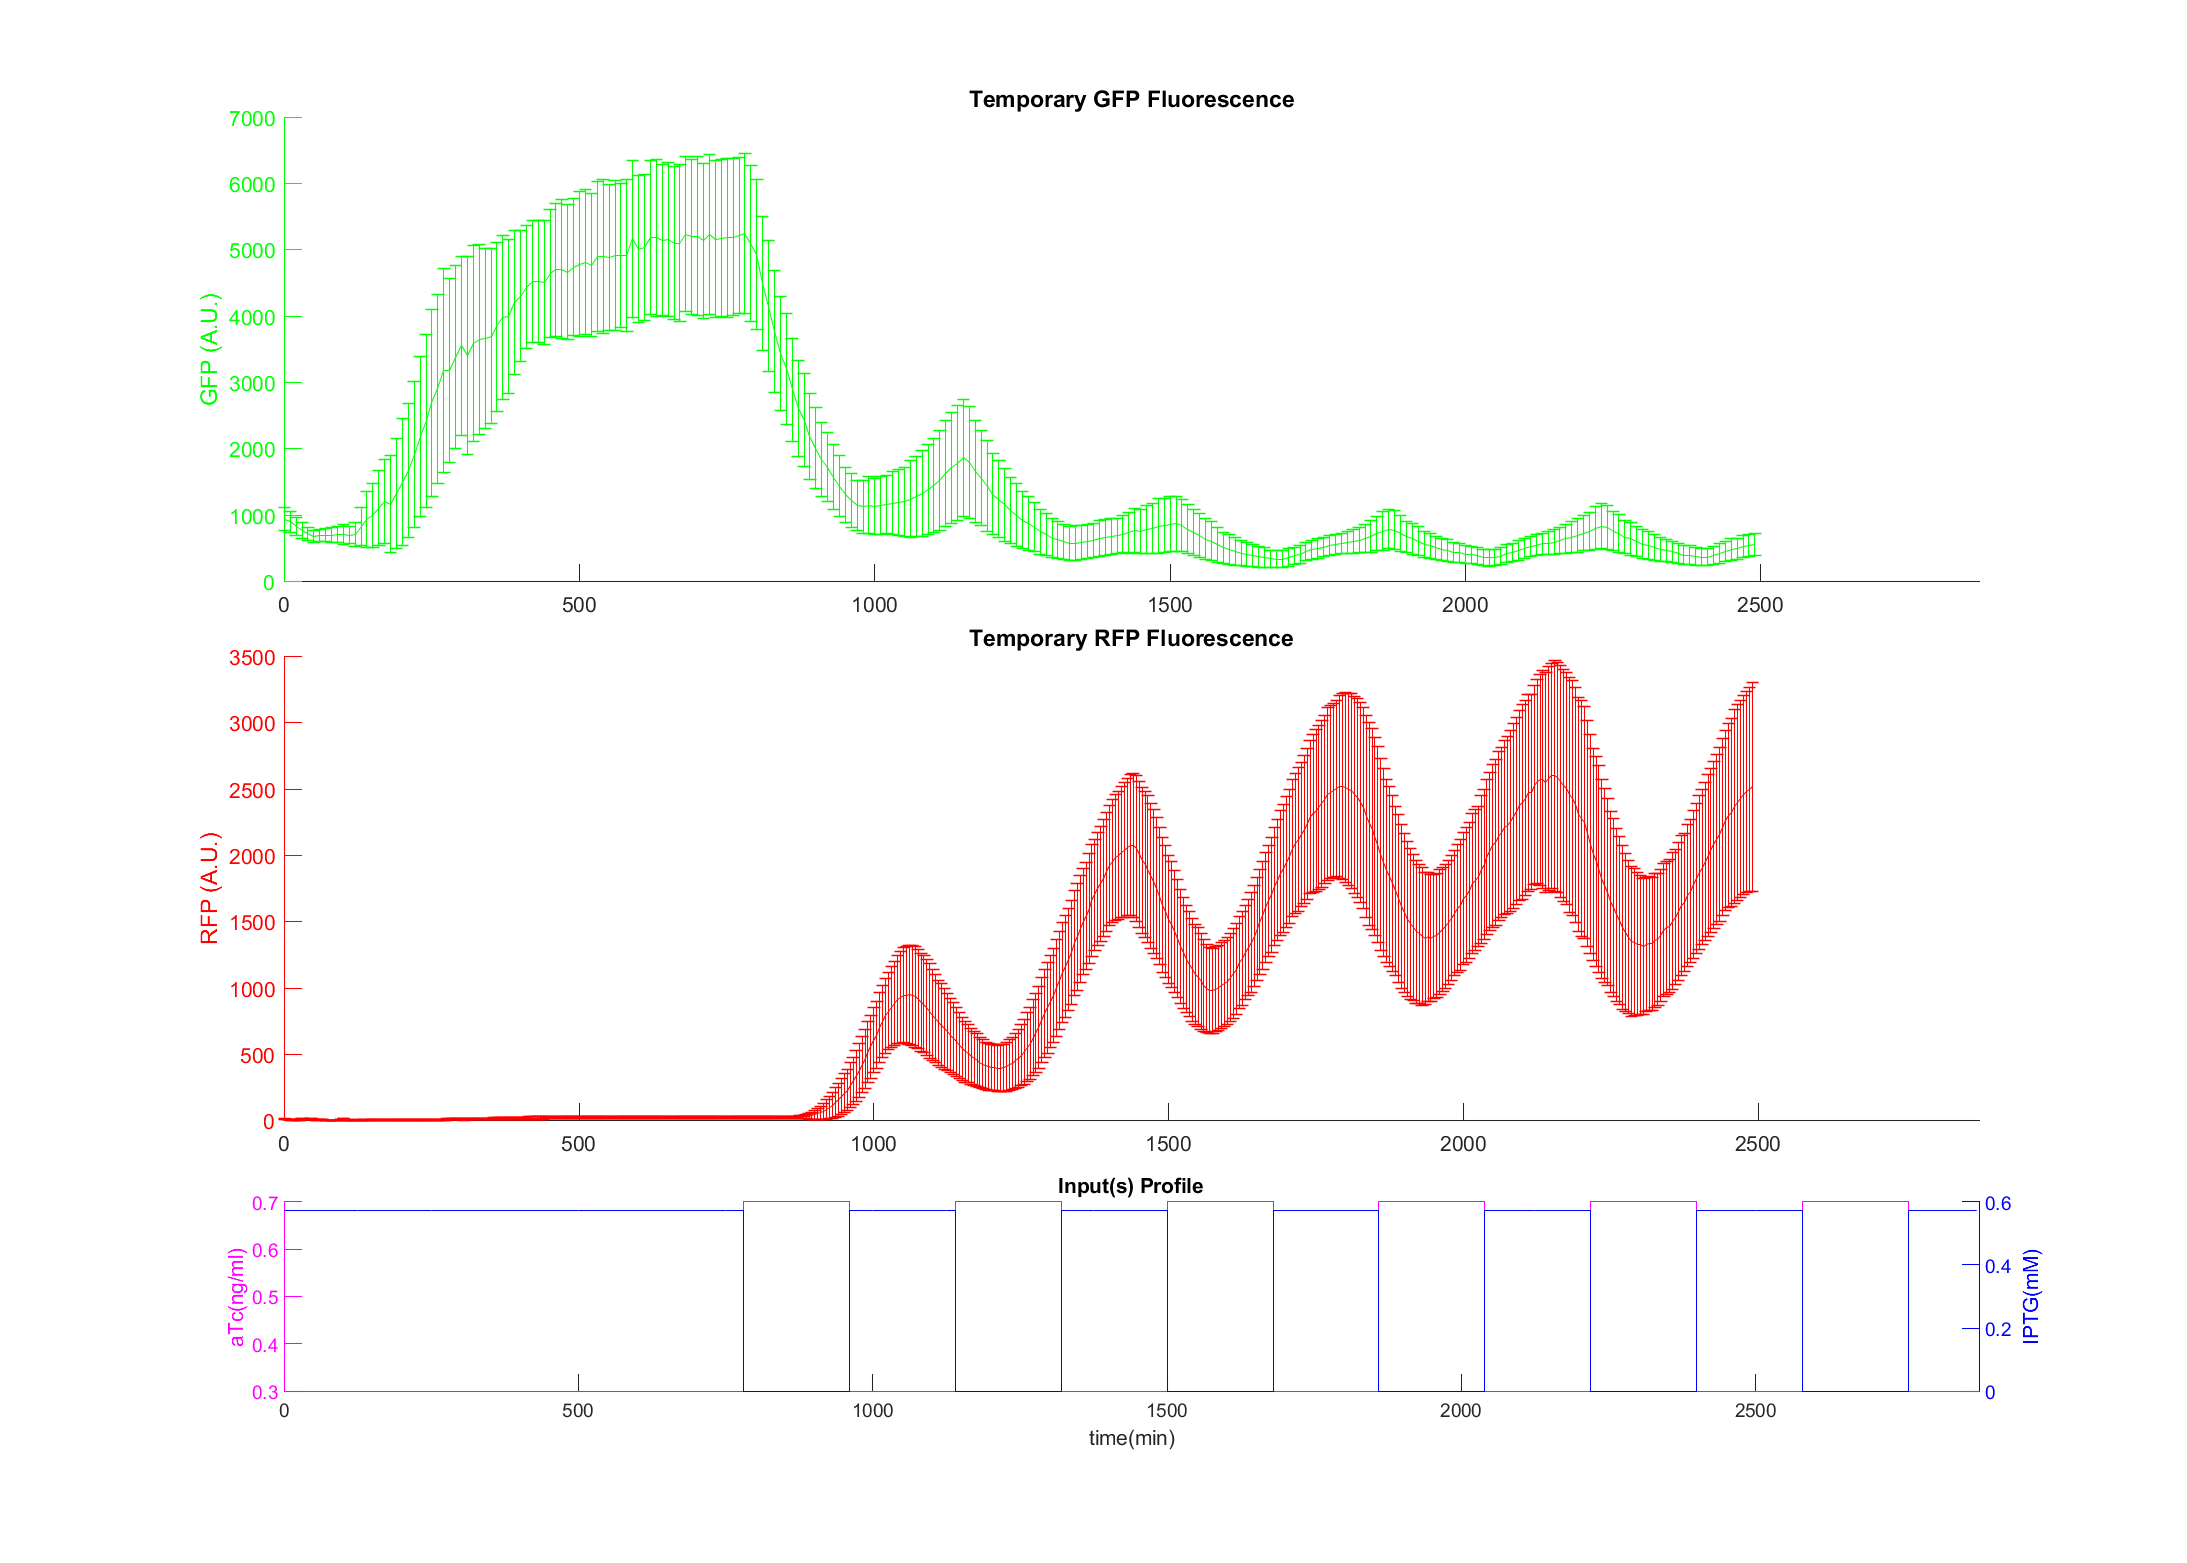 Temporary GFP Fluorescence
7000
6000
5000
4000
3000
2000
1000
0
GFP (A.U.)
0 500 1000 1500 2000 2500
Temporary RFP Fluorescence
3500
3000
2500
2000
1500
1000
500
0
RFP (A.U.)
0 500 1000 1500 2000 2500
Input(s) Profile
0.7
0.6
0.5
0.4
0.3
aTc(ng/ml)
0.6
0.4
0.2
0
IPTG(mM)
0 500 1000 1500 2000 2500
time(min)